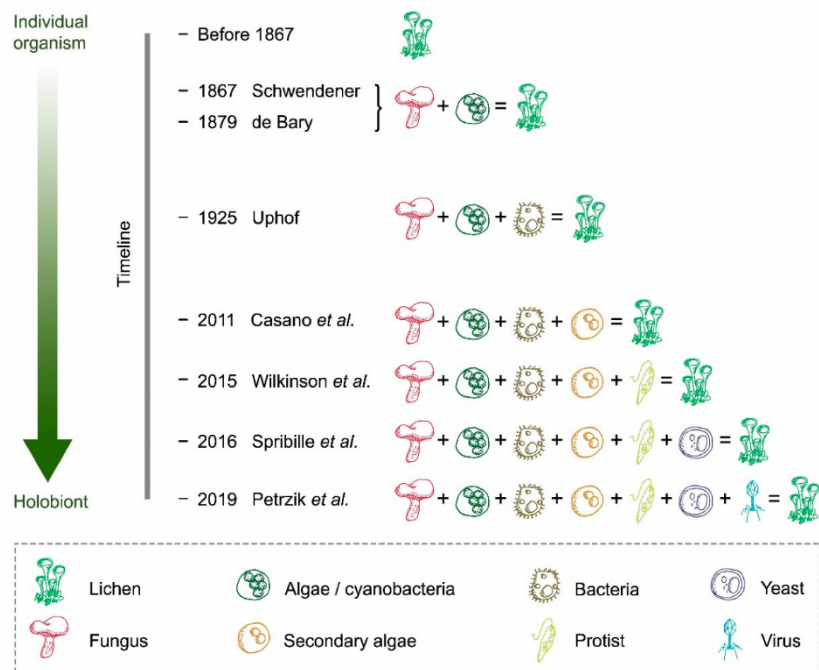 Individual
organism
Timeline
– Before 1867
– 1867 Schwendener
– 1879 de Bary
} + =
– 1925 Uphof
+ + =
– 2011 Casano et al.
+ + + =
– 2015 Wilkinson et al.
+ + + + =
– 2016 Spribille et al.
+ + + + + =
– 2019 Petrzik et al.
+ + + + + + =
Holobiont
Lichen
Algae / cyanobacteria
Bacteria
Yeast
Fungus
Secondary algae
Protist
Virus